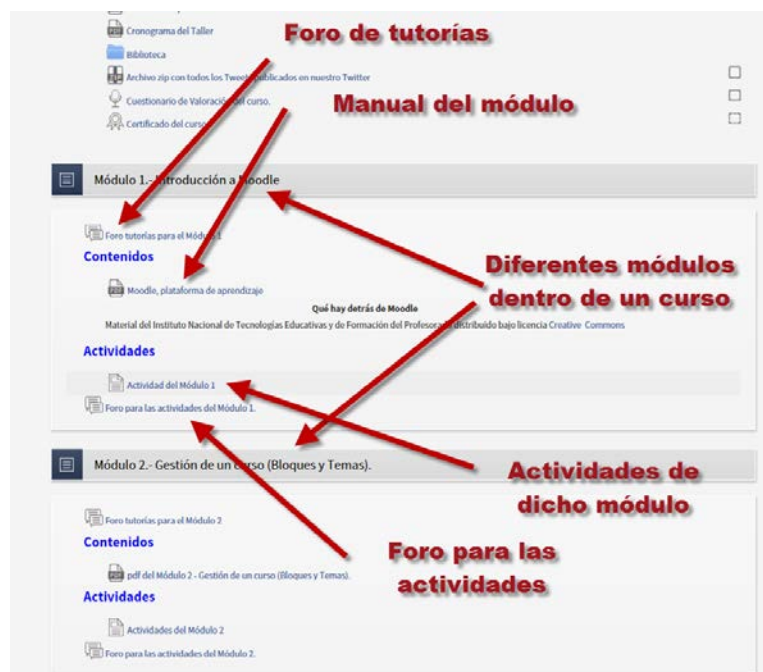 Cronograma del Taller
Foro de tutorías
Biblioteca
Archivo zip con todos los Tweets publicados en nuestro Twitter
Manual del módulo
Cuestionario de Valoración del curso.
Certificado del curso
Módulo 1.- Introducción a Moodle
Foro tutorías para el Módulo 1
Contenidos
Diferentes módulos
dentro de un curso
Moodle, plataforma de aprendizaje
Qué hay detrás de Moodle
Material del Instituto Nacional de Tecnologías Educativas y de Formación del Profesorado distribuido bajo licencia Creative Commons
Actividades
Actividad del Módulo 1
Foro para las actividades del Módulo 1.
Módulo 2.- Gestión de un curso (Bloques y Temas).
Actividades de
dicho módulo
Foro tutorías para el Módulo 2
Contenidos
Foro para las
actividades
pdf del Módulo 2 - Gestión de un curso (Bloques y Temas).
Actividades
Actividades del Módulo 2
Foro para las actividades del Módulo 2.